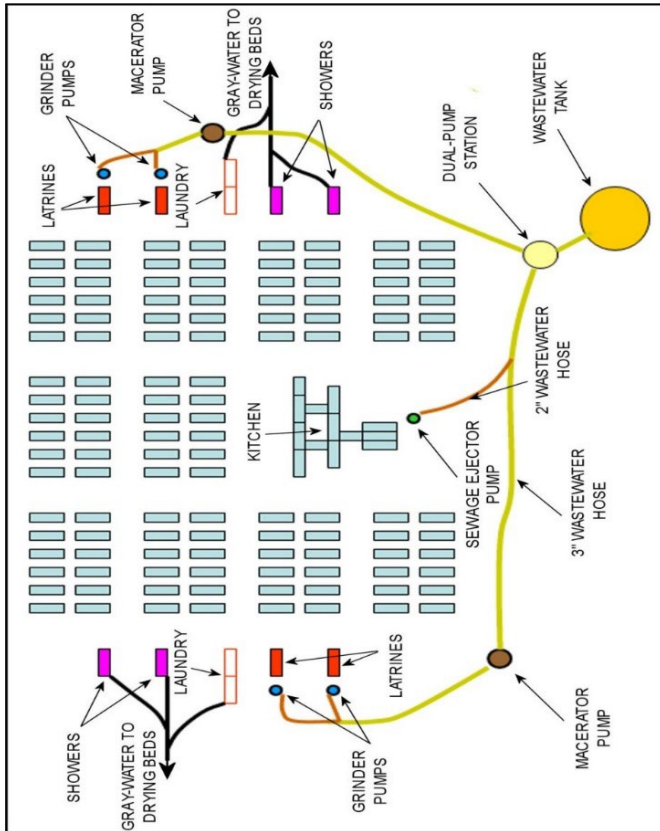 GRINDER
PUMPS
LATRINES
SHOWERS
MACERATOR
PUMP
GRAY-WATER TO
DRYING BEDS
LAUNDRY
LAUNDRY
GRAY-WATER TO
DRYING BEDS
KITCHEN
SHOWERS
GRINDER
PUMPS
LATRINES
DUAL-PUMP
STATION
SEWAGE EJECTOR
PUMP
2" WASTEWATER
HOSE
WASTEWATER
TANK
3" WASTEWATER
HOSE
MACERATOR
PUMP